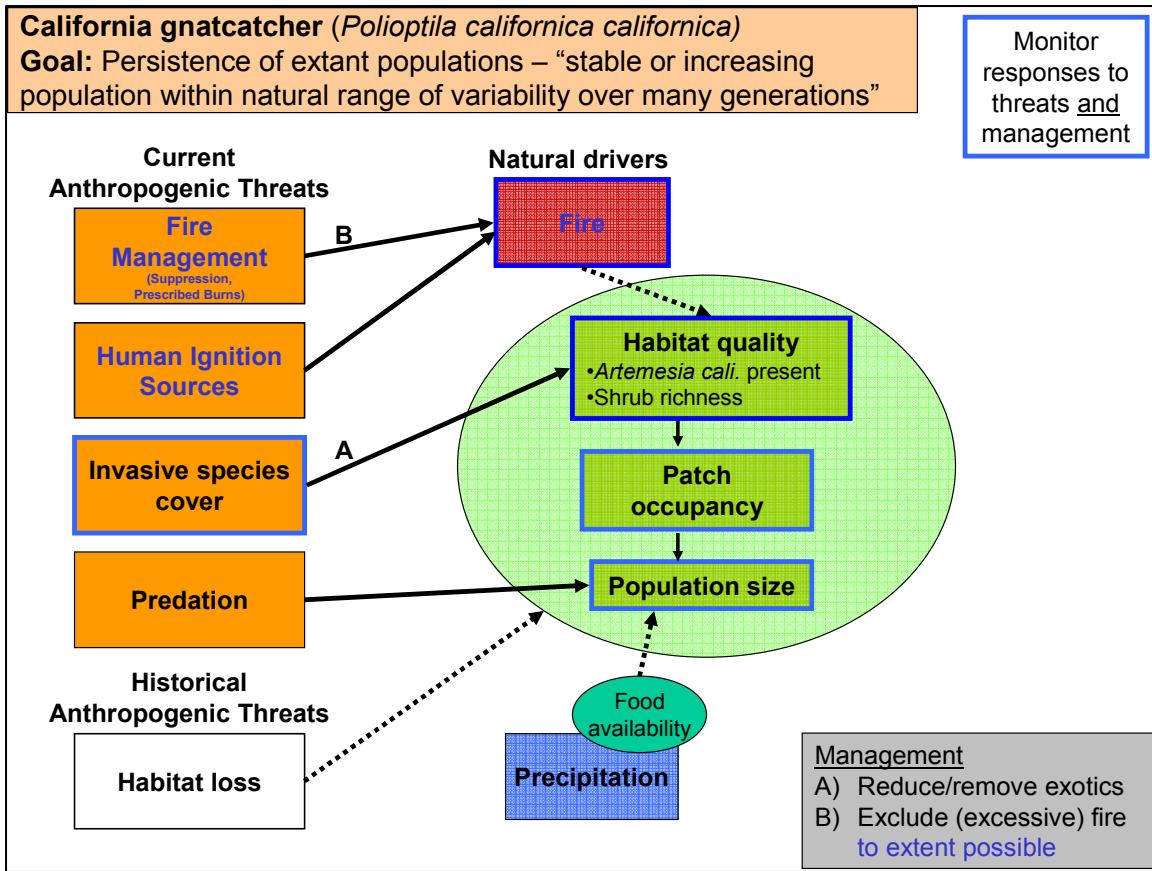 California gnatcatcher (Polioptila californica californica)
Goal: Persistence of extant populations – “stable or increasing
population within natural range of variability over many generations”
Monitor
responses to
threats and
management
Current
Anthropogenic Threats
Natural drivers
Fire
Management
(Suppression,
Prescribed Burns)
B
Fire
Human Ignition
Sources
Habitat quality
•Artemesia cali. present
•Shrub richness
A
Invasive species
cover
Patch
occupancy
Predation
Population size
Historical
Anthropogenic Threats
Food
availability
Habitat loss
Precipitation
Management
A) Reduce/remove exotics
B) Exclude (excessive) fire
to extent possible